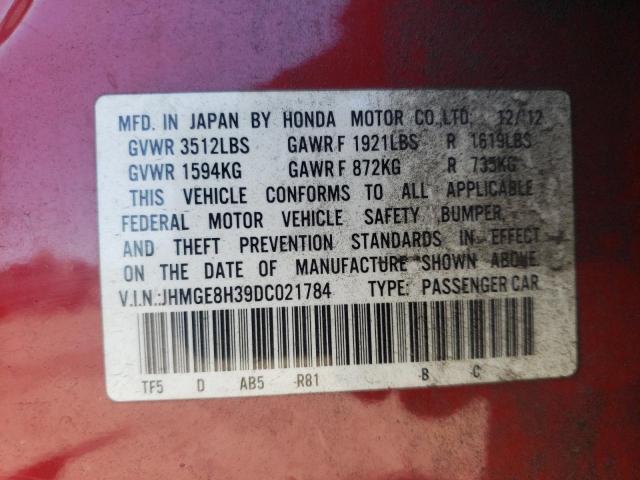 MFD. IN JAPAN BY HONDA MOTOR CO.,LTD. 12/12
GVWR 3512LBS GAWR F 1921LBS R 1619LBS
GVWR 1594KG GAWR F 872KG R 735KG
THIS VEHICLE CONFORMS TO ALL APPLICABLE
FEDERAL MOTOR VEHICLE SAFETY, BUMPER,
AND THEFT PREVENTION STANDARDS IN EFFECT
ON THE DATE OF MANUFACTURE SHOWN ABOVE.
V.I.N.:JHMGE8H39DC021784 TYPE: PASSENGER CAR
TF5 D AB5 -R81 -B C